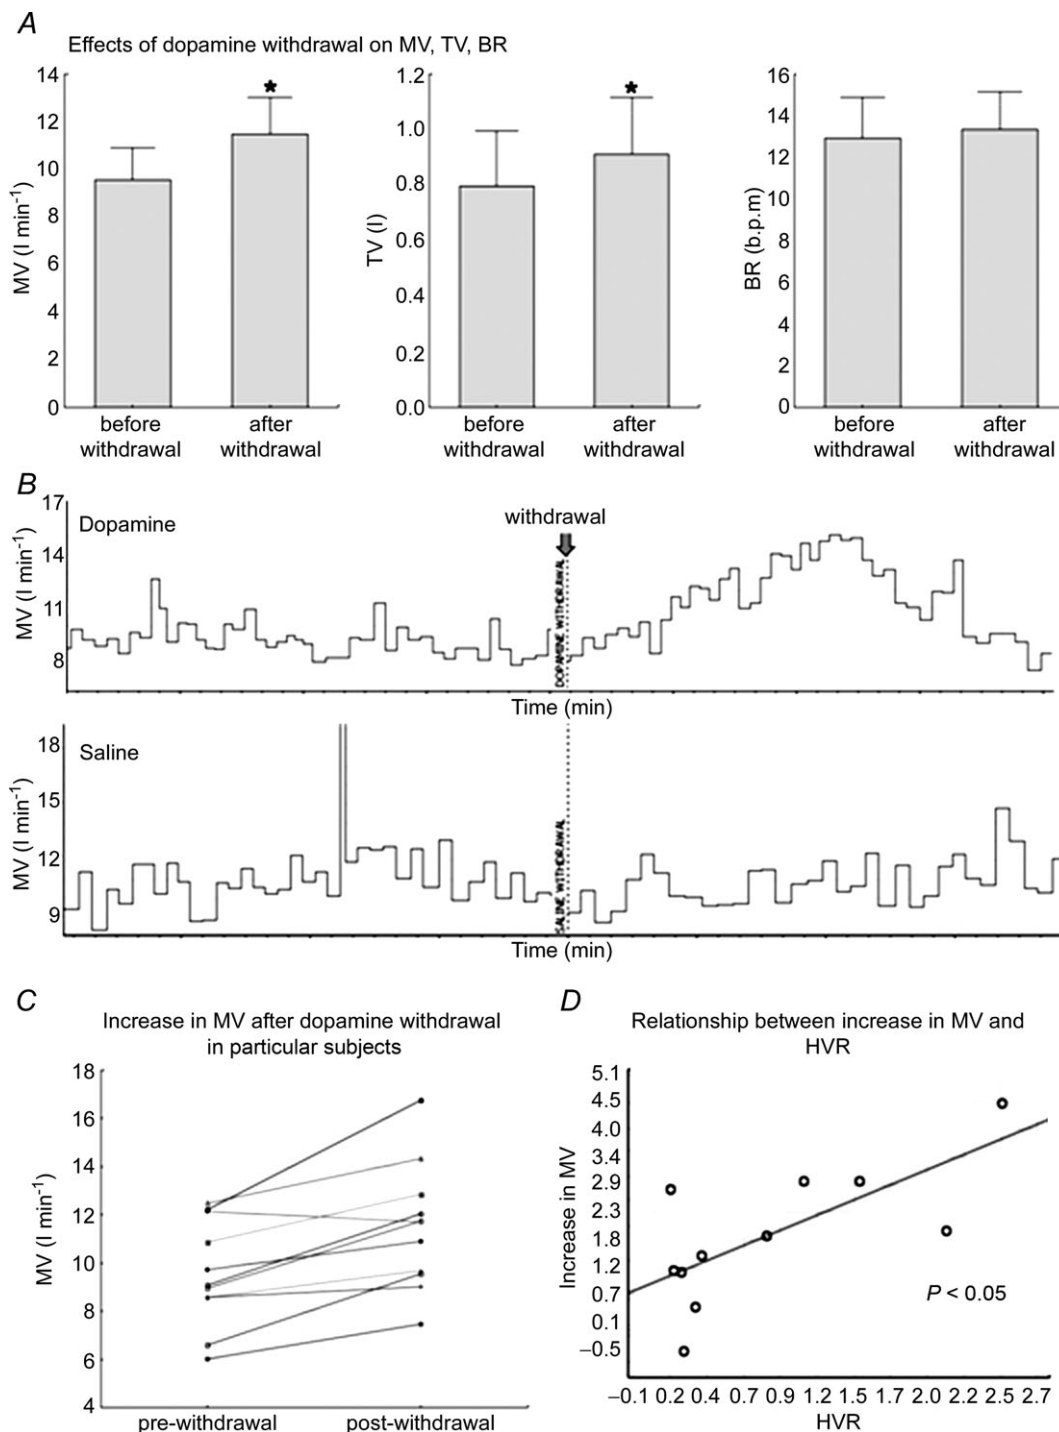 A
Effects of dopamine withdrawal on MV, TV, BR
MV (l min⁻¹)
14
12
10
8
6
4
2
0
before withdrawal
after withdrawal
*
TV (l)
1.2
1.0
0.8
0.6
0.4
0.2
0.0
before withdrawal
after withdrawal
*
BR (b.p.m)
16
14
12
10
8
6
4
2
0
before withdrawal
after withdrawal
B
Dopamine
withdrawal
MV (l min⁻¹)
17
14
11
8
DOPAMINE WITHDRAWAL
Time (min)
Saline
MV (l min⁻¹)
18
15
12
9
SALINE WITHDRAWAL
Time (min)
C
Increase in MV after dopamine withdrawal
in particular subjects
MV (l min⁻¹)
18
16
14
12
10
8
6
4
pre-withdrawal
post-withdrawal
D
Relationship between increase in MV and
HVR
Increase in MV
5.1
4.5
4.0
3.4
2.9
2.3
1.8
1.2
0.7
0.1
–0.5
P < 0.05
–0.1 0.2 0.4 0.7 0.9 1.2 1.5 1.7 2.0 2.2 2.5 2.7
HVR